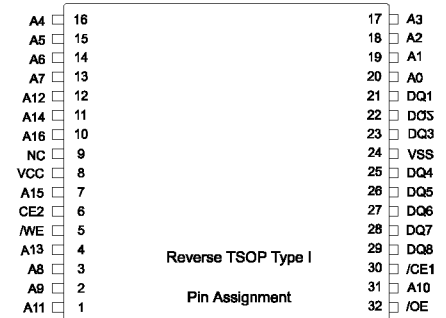 A4 16 17 A3
A5 15 18 A2
A6 14 19 A1
A7 13 20 A0
A12 12 21 DQ1
A14 11 22 DQ2
A16 10 23 DQ3
NC 9 24 VSS
VCC 8 25 DQ4
A15 7 26 DQ5
CE2 6 27 DQ6
/WE 5 28 DQ7
A13 4 29 DQ8
A8 3 Reverse TSOP Type I 30 /CE1
A9 2 Pin Assignment 31 A10
A11 1 32 /OE